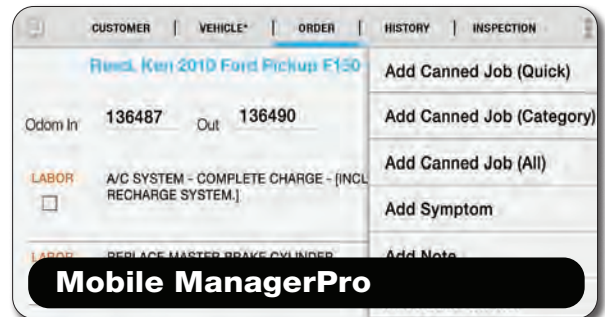 CUSTOMER | VEHICLE* | ORDER | HISTORY | INSPECTION
Reed, Ken 2010 Ford Pickup F150
Odom In 136487 Out 136490
LABOR A/C SYSTEM - COMPLETE CHARGE - [INCL
RECHARGE SYSTEM.]
LABOR REPLACE MASTER BRAKE CYLINDER
Add Canned Job (Quick)
Add Canned Job (Category)
Add Canned Job (All)
Add Symptom
Add Note
Mobile ManagerPro